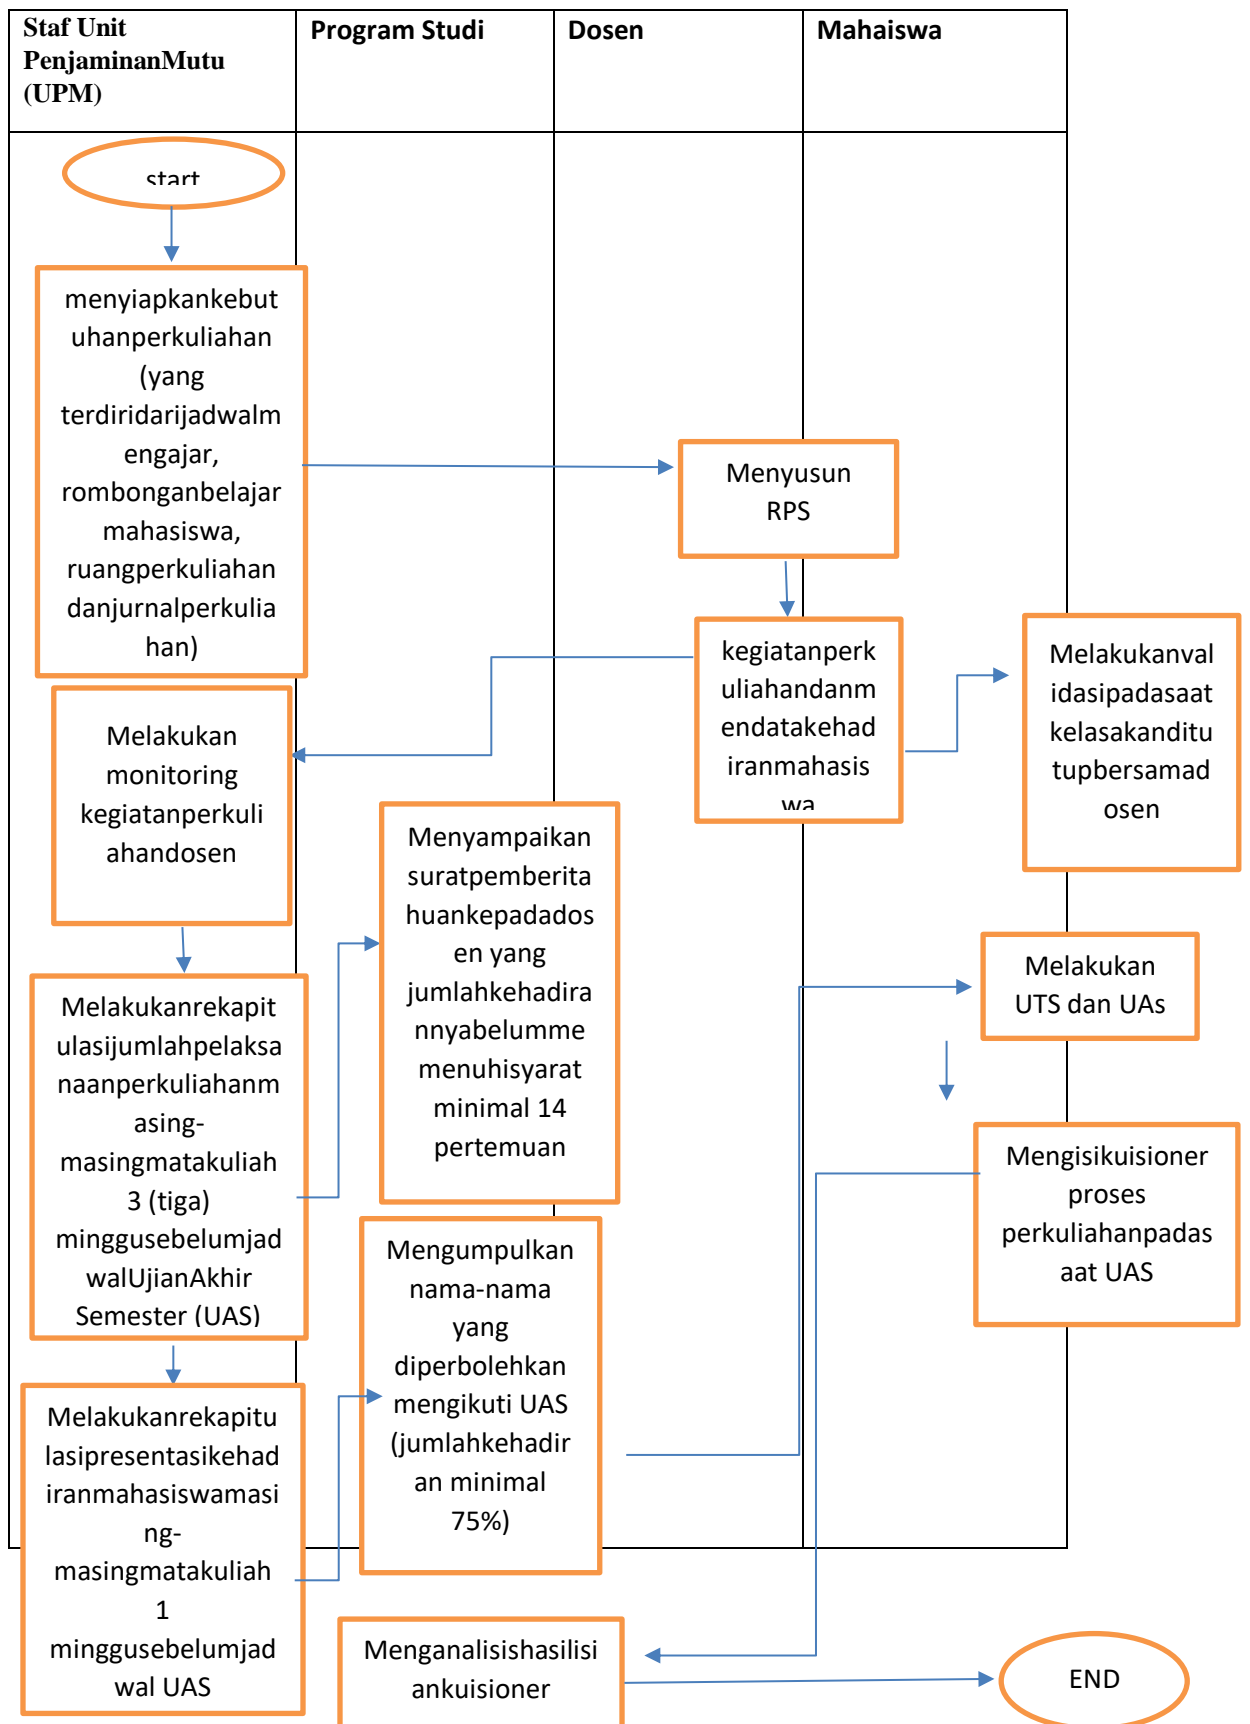 Staf Unit
PenjaminanMutu
(UPM)
Program Studi
Dosen
Mahaiswa
start
menyiapkankebut
uhanperkuliahan
(yang
terdiridarijadwalm
engajar,
rombonganbelajar
mahasiswa,
ruangperkuliahan
danjurnalperkulia
han)
Menyusun
RPS
kegiatanperk
uliahandanm
endatakehad
iranmahasis
wa
Melakukanval
idasipadasaat
kelasakanditu
tupbersamad
osen
Melakukan
monitoring
kegiatanperkuli
ahandosen
Menyampaikan
suratpemberita
huankepadados
en yang
jumlahkehadira
nnyabelumme
menuhisyarat
minimal 14
pertemuan
Melakukan
UTS dan UAs
Melakukanrekapit
ulasijumlahpelaksa
naanperkuliahanm
asing-
masingmatakuliah
3 (tiga)
minggusebelumjad
walUjianAkhir
Semester (UAS)
Mengisikuisioner
proses
perkuliahanpadas
aat UAS
Mengumpulkan
nama-nama
yang
diperbolehkan
mengikuti UAS
(jumlahkehadir
an minimal
75%)
Melakukanrekapitu
lasipresentasikehad
iranmahasiswamasi
ng-
masingmatakuliah
1
minggusebelumjad
wal UAS
Menganalisishasilisi
ankuisioner
END